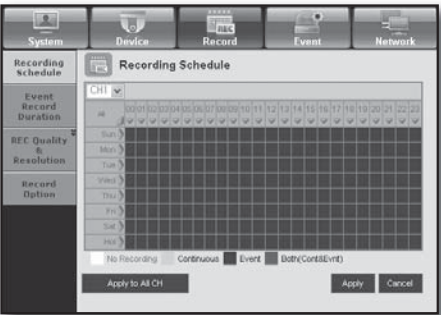 REC
System Device Record Event Network
Recording
Schedule
Recording Schedule
Event
Record
Duration
REC Quality
&
Resolution
Record
Option
CH1
All 00 01 02 03 04 05 06 07 08 09 10 11 12 13 14 15 16 17 18 19 20 21 22 23
Sun
Mon
Tue
Wed
Thu
Fri
Sat
Hol
No Recording Continuous Event Both(Cont&Evnt)
Apply to All CH Apply Cancel